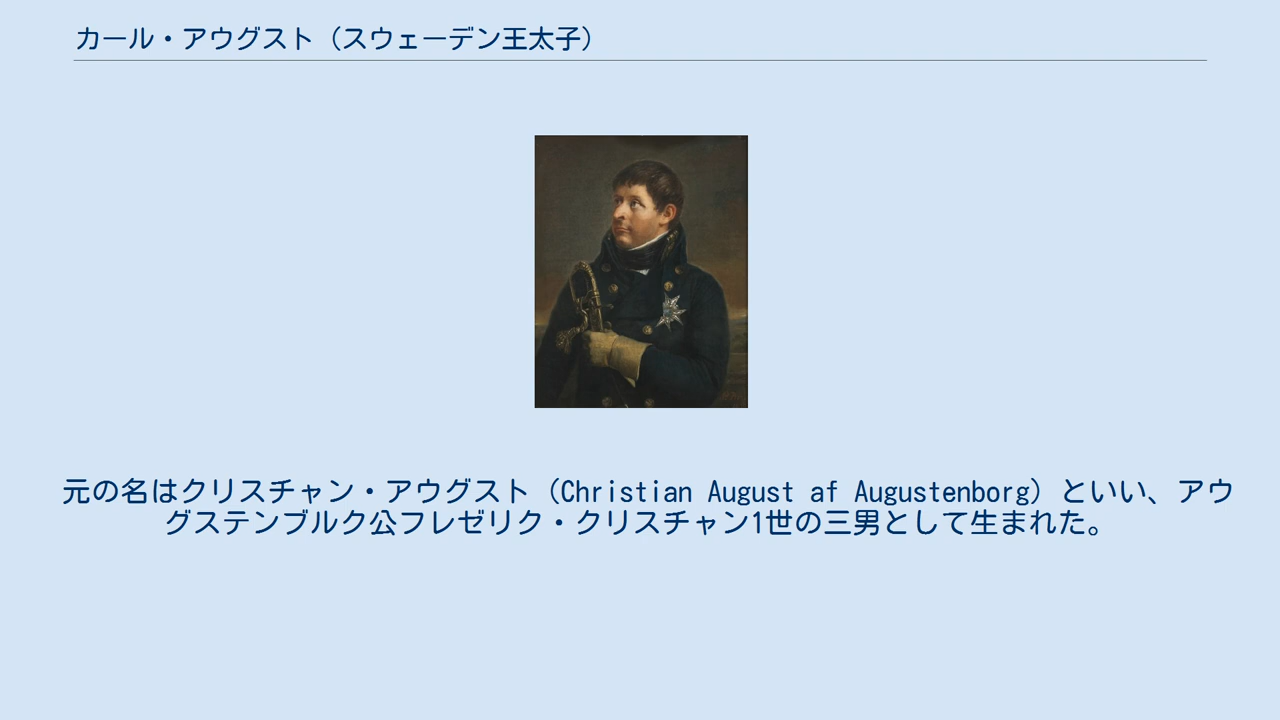 カール・アウグスト（スウェーデン王太子）
元の名はクリスチャン・アウグスト（Christian August af Augustenborg）といい、アウ
グステンブルク公フレゼリク・クリスチャン1世の三男として生まれた。